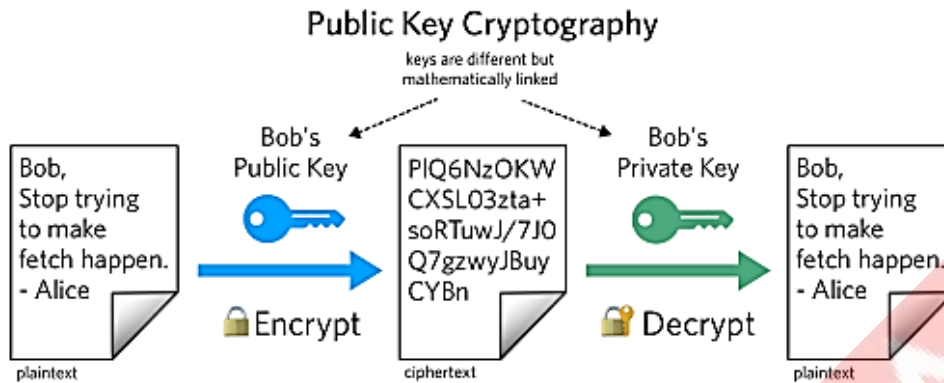 Public Key Cryptography
keys are different but
mathematically linked
Bob,
Stop trying
to make
fetch happen.
- Alice
plaintext
Bob's
Public Key
Encrypt
PlQ6NzOKW
CXSL03zta+
soRTuwJ/7J0
Q7gzwyJBuy
CYBn
ciphertext
Bob's
Private Key
Decrypt
Bob,
Stop trying
to make
fetch happen.
- Alice
plaintext